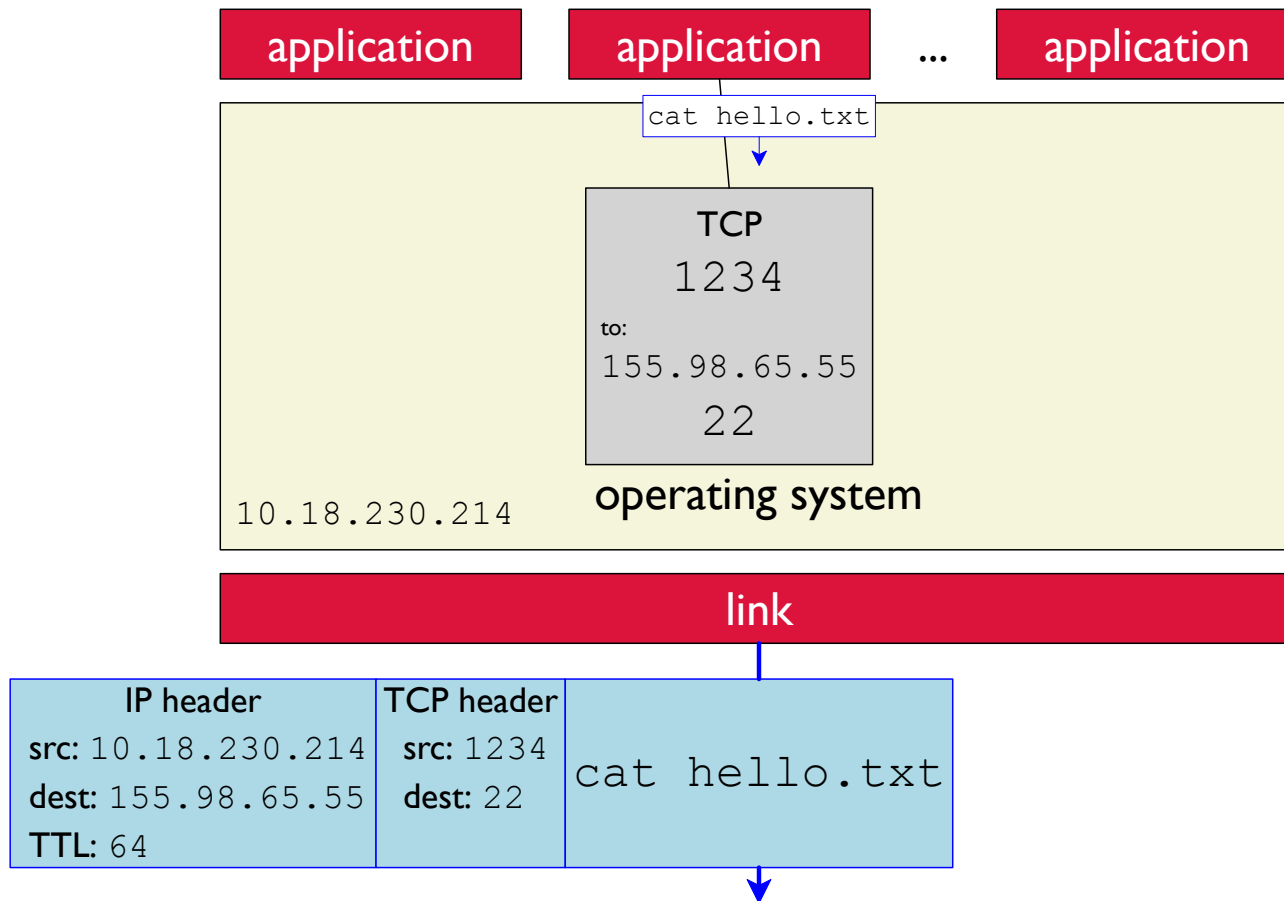 application application ... application
cat hello.txt
TCP
1234
to:
155.98.65.55
22
operating system
10.18.230.214
link
IP header
src: 10.18.230.214
dest: 155.98.65.55
TTL: 64
TCP header
src: 1234
dest: 22
cat hello.txt